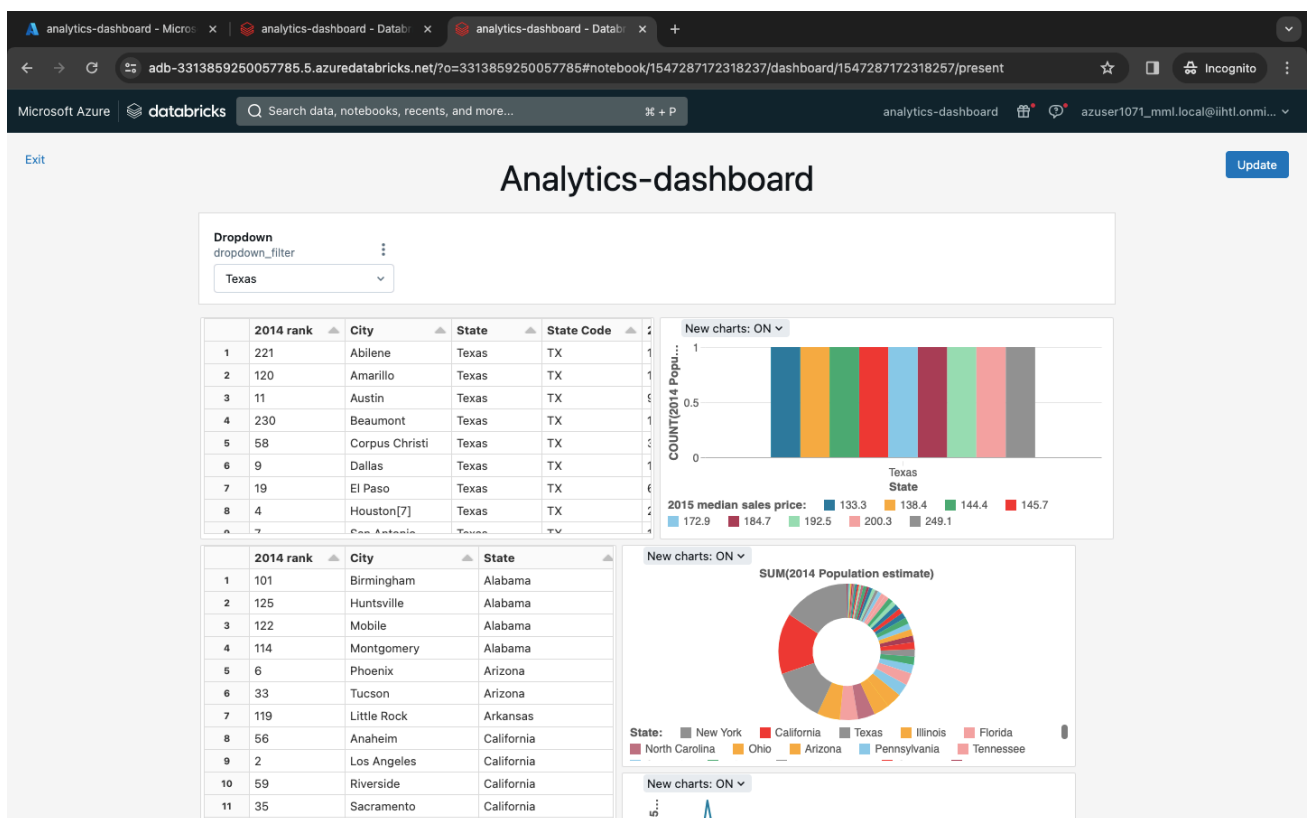 analytics-dashboard - Micros
analytics-dashboard - Databr
analytics-dashboard - Databr
adb-3313859250057785.5.azuredatabricks.net/?o=3313859250057785#notebook/1547287172318237/dashboard/1547287172318257/present
Incognito
Microsoft Azure databricks Search data, notebooks, recents, and more... ⌘ + P analytics-dashboard azuser1071_mml.local@iihtl.onmi...
Exit
Analytics-dashboard
Update
Dropdown
dropdown_filter
Texas
2014 rank City State State Code
1 221 Abilene Texas TX
2 120 Amarillo Texas TX
3 11 Austin Texas TX
4 230 Beaumont Texas TX
5 58 Corpus Christi Texas TX
6 9 Dallas Texas TX
7 19 El Paso Texas TX
8 4 Houston[7] Texas TX
New charts: ON
COUNT(2014 Popu...
1
0.5
0
Texas
State
2015 median sales price: 133.3 138.4 144.4 145.7
172.9 184.7 192.5 200.3 249.1
2014 rank City State
1 101 Birmingham Alabama
2 125 Huntsville Alabama
3 122 Mobile Alabama
4 114 Montgomery Alabama
5 6 Phoenix Arizona
6 33 Tucson Arizona
7 119 Little Rock Arkansas
8 56 Anaheim California
9 2 Los Angeles California
10 59 Riverside California
11 35 Sacramento California
New charts: ON
SUM(2014 Population estimate)
State: New York California Texas Illinois Florida
North Carolina Ohio Arizona Pennsylvania Tennessee
New charts: ON